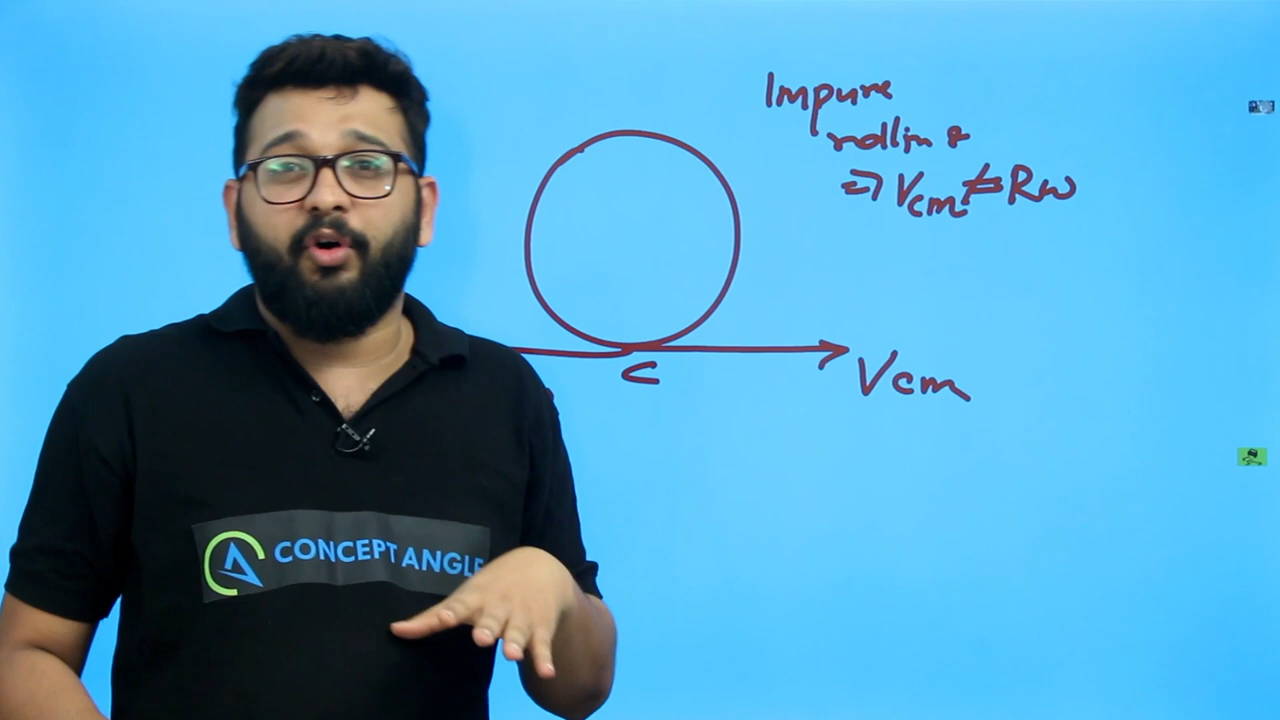 Impure
rolling
⇒ Vcm ≠ Rω
C
Vcm
CONCEPT ANGLE